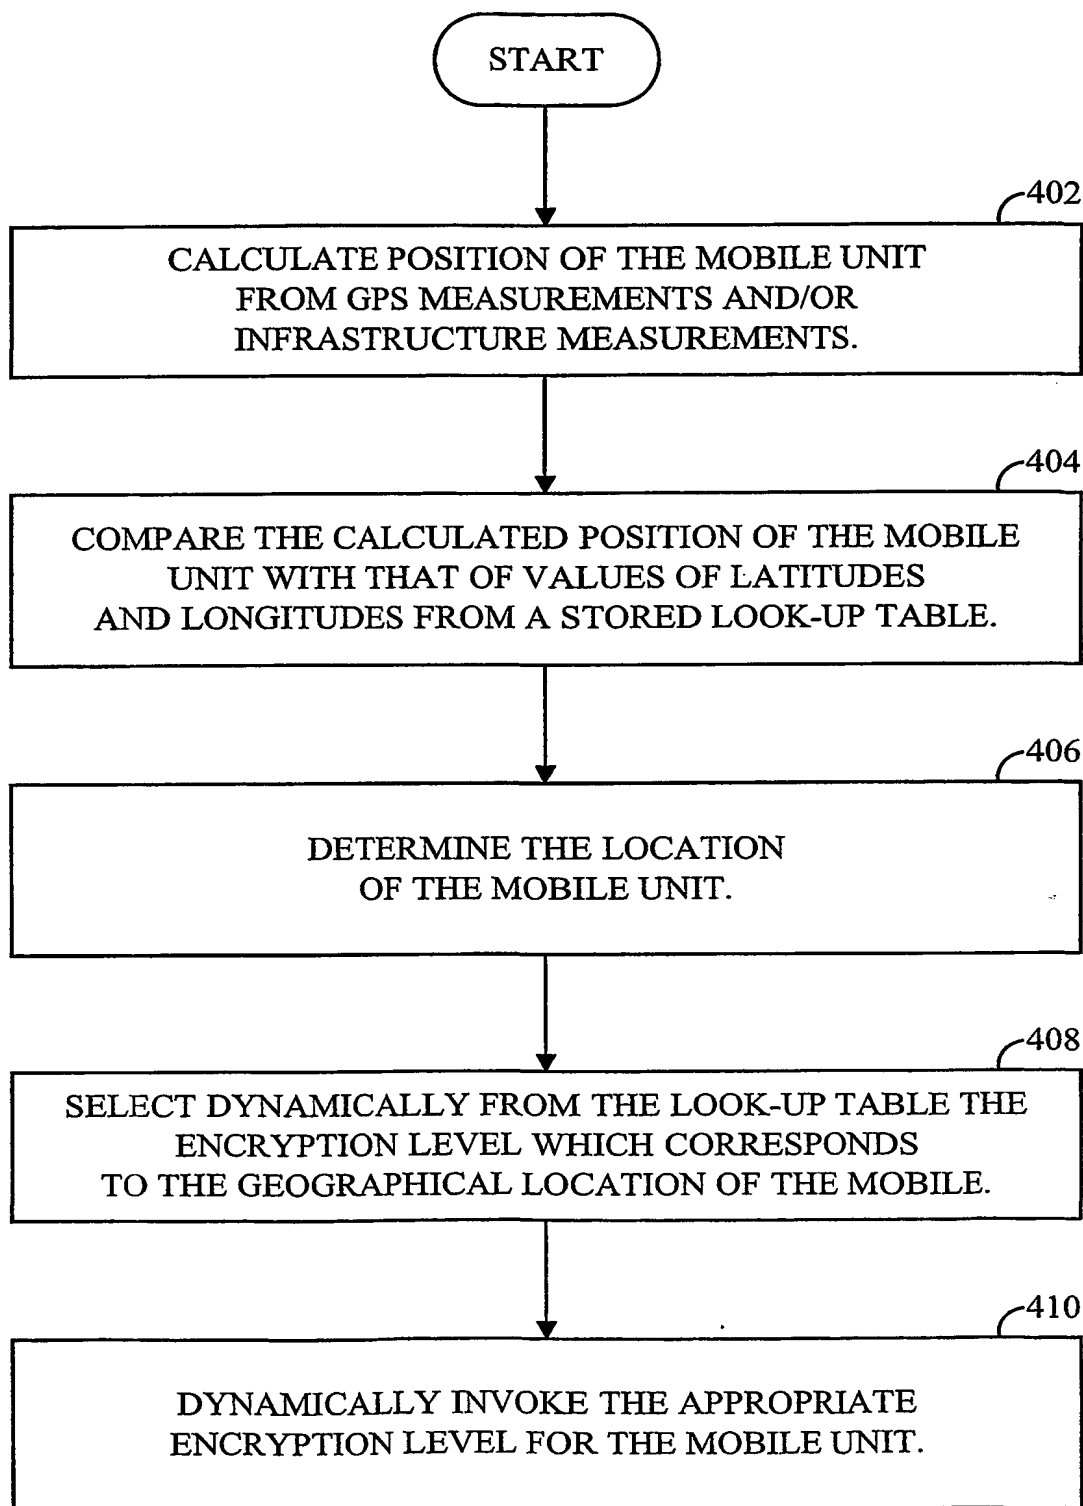 START
402
CALCULATE POSITION OF THE MOBILE UNIT
FROM GPS MEASUREMENTS AND/OR
INFRASTRUCTURE MEASUREMENTS.
404
COMPARE THE CALCULATED POSITION OF THE MOBILE
UNIT WITH THAT OF VALUES OF LATITUDES
AND LONGITUDES FROM A STORED LOOK-UP TABLE.
406
DETERMINE THE LOCATION
OF THE MOBILE UNIT.
408
SELECT DYNAMICALLY FROM THE LOOK-UP TABLE THE
ENCRYPTION LEVEL WHICH CORRESPONDS
TO THE GEOGRAPHICAL LOCATION OF THE MOBILE.
410
DYNAMICALLY INVOKE THE APPROPRIATE
ENCRYPTION LEVEL FOR THE MOBILE UNIT.